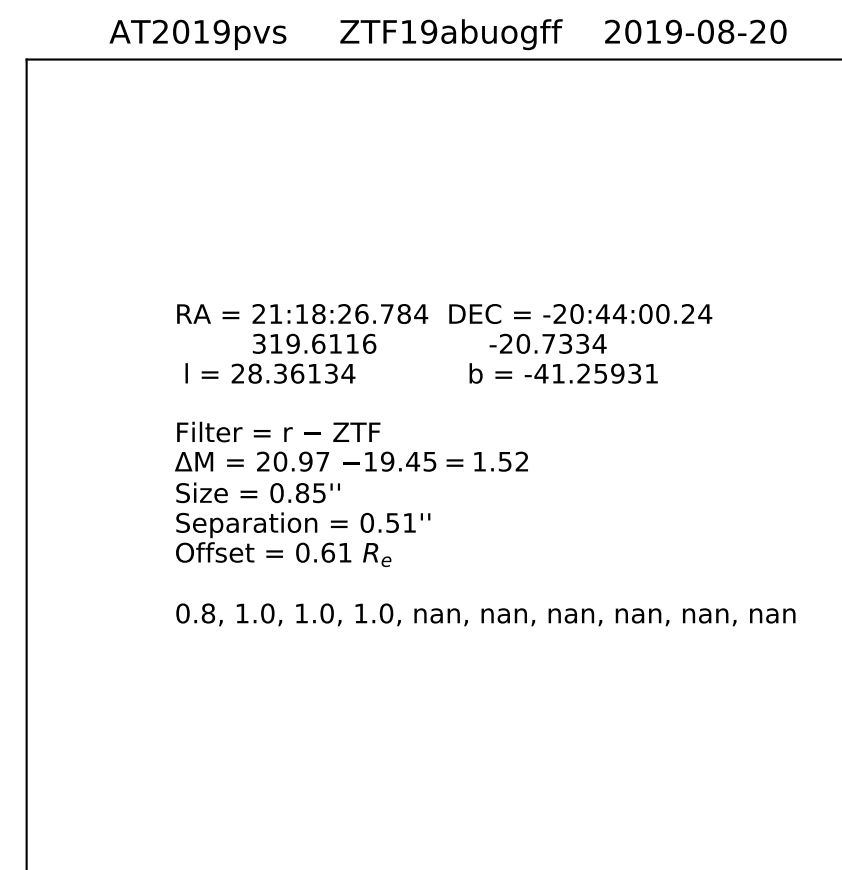 AT2019pvs ZTF19abuogff 2019-08-20
RA = 21:18:26.784 DEC = -20:44:00.24
319.6116 -20.7334
l = 28.36134 b = -41.25931
Filter = r − ZTF
ΔM = 20.97 −19.45 = 1.52
Size = 0.85''
Separation = 0.51''
Offset = 0.61 Re
0.8, 1.0, 1.0, 1.0, nan, nan, nan, nan, nan, nan